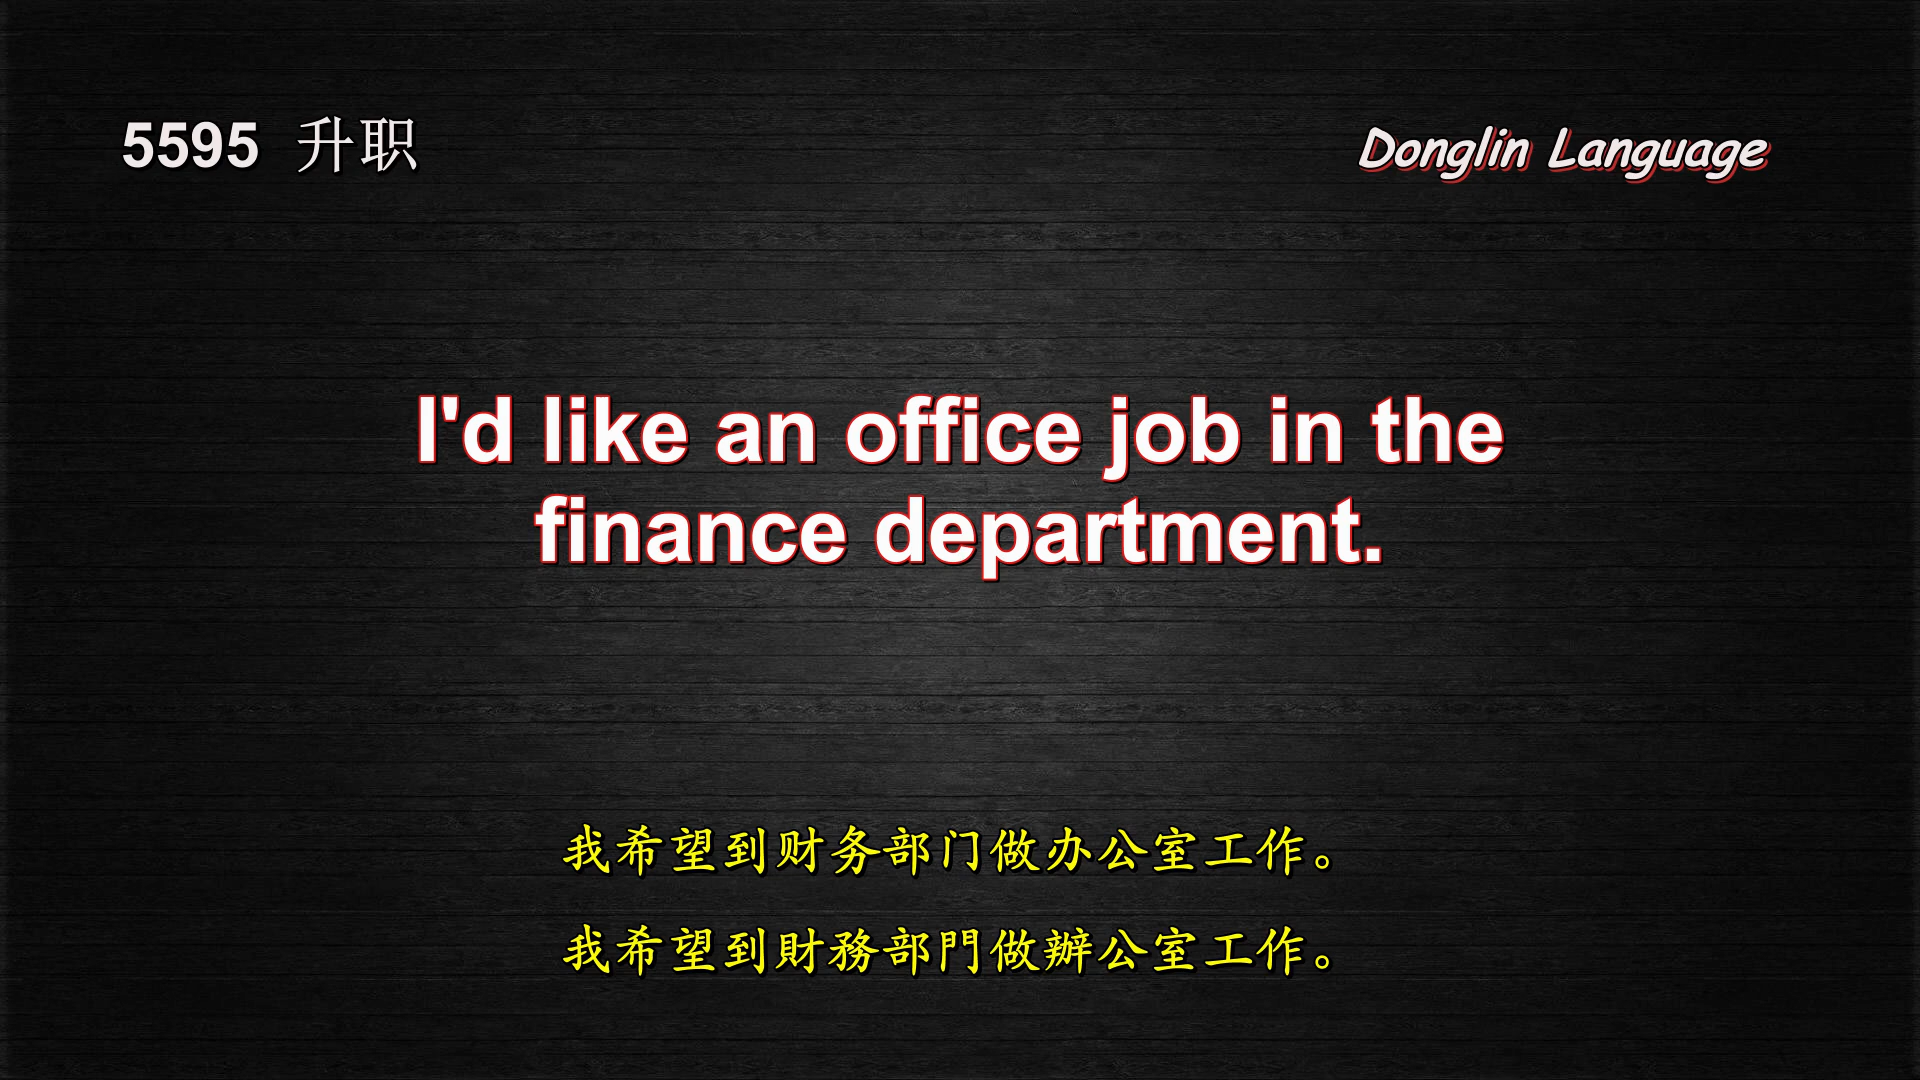 5595 升职
Donglin Language
I'd like an office job in the
finance department.
我希望到财务部门做办公室工作。
我希望到財務部門做辦公室工作。